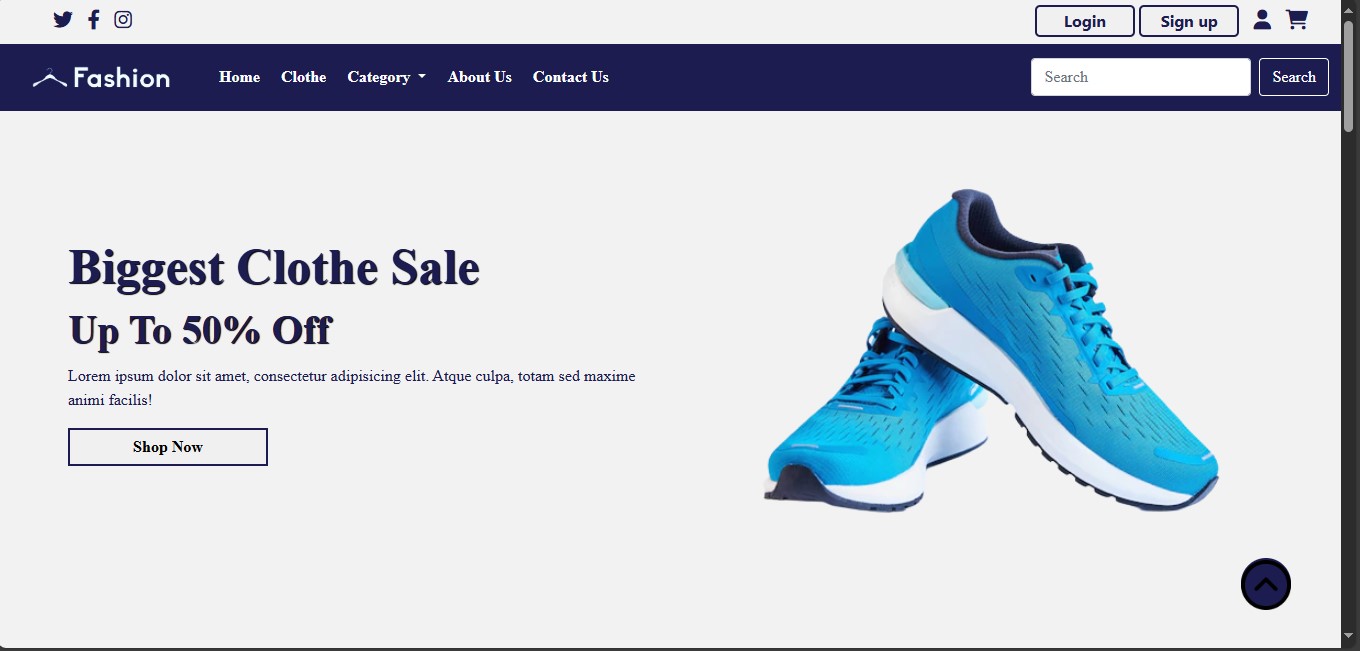 Login Sign up
Fashion Home Clothe Category About Us Contact Us Search Search
Biggest Clothe Sale
Up To 50% Off
Lorem ipsum dolor sit amet, consectetur adipisicing elit. Atque culpa, totam sed maxime
animi facilis!
Shop Now